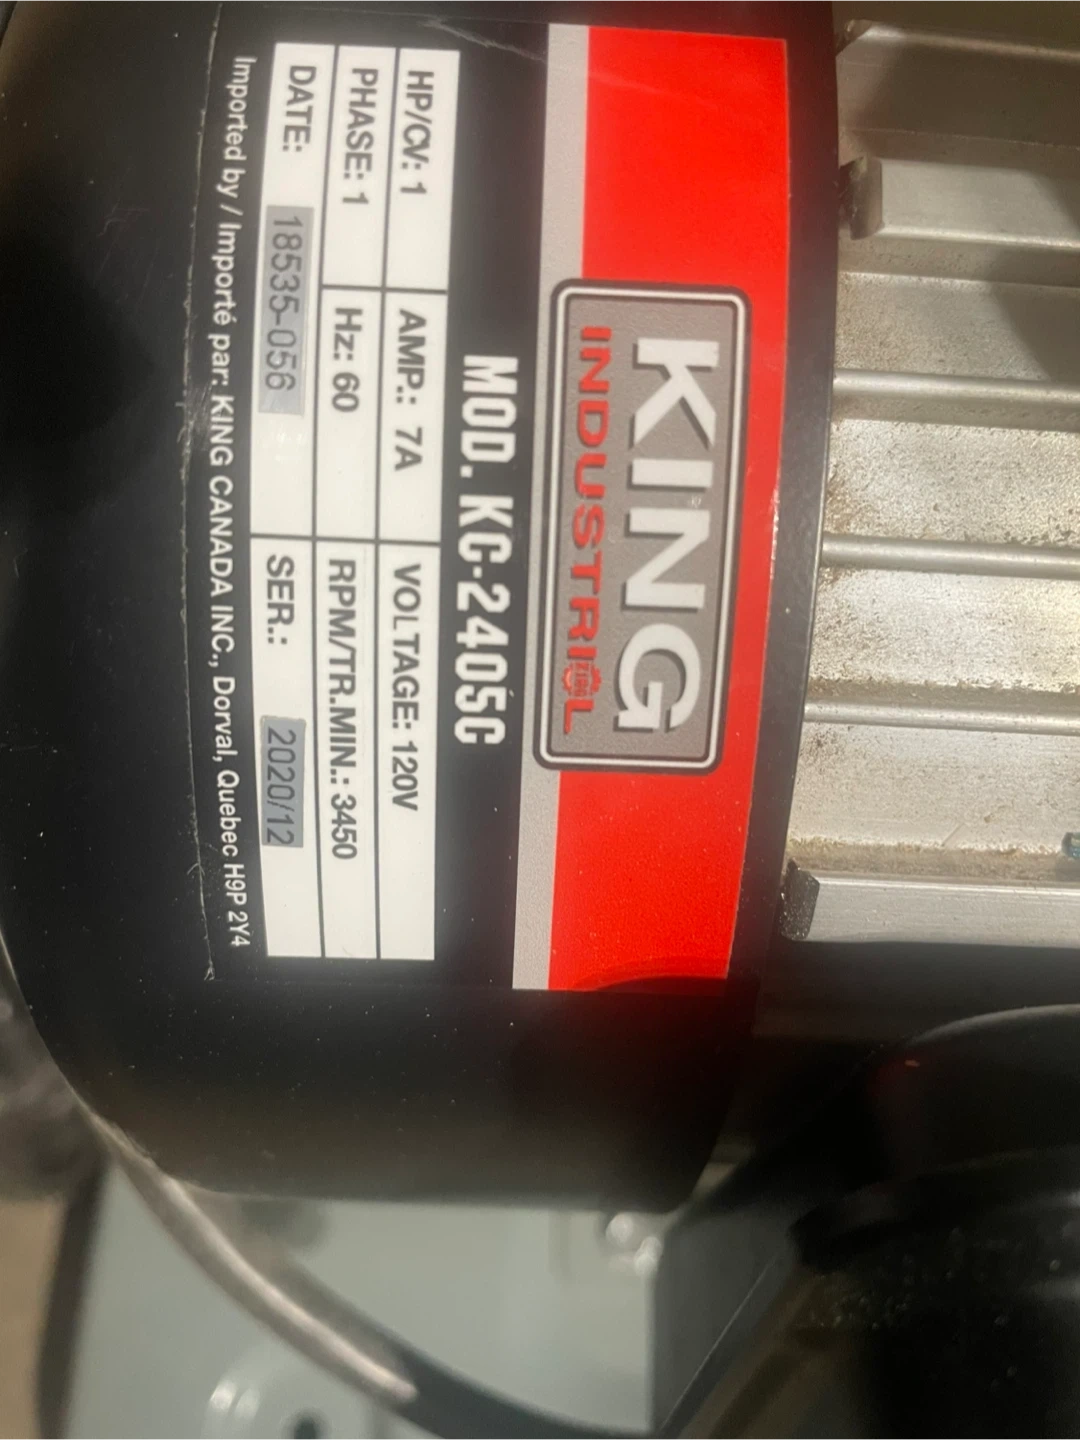 KING
INDUSTRIAL
MOD. KC-2405C
HP/CV: 1 AMP.: 7A VOLTAGE: 120V
PHASE: 1 Hz: 60 RPM/TR.MIN.: 3450
DATE: 18535-056 SER.: 2020/12
Imported by / Importé par: KING CANADA INC., Dorval, Quebec H9P 2Y4